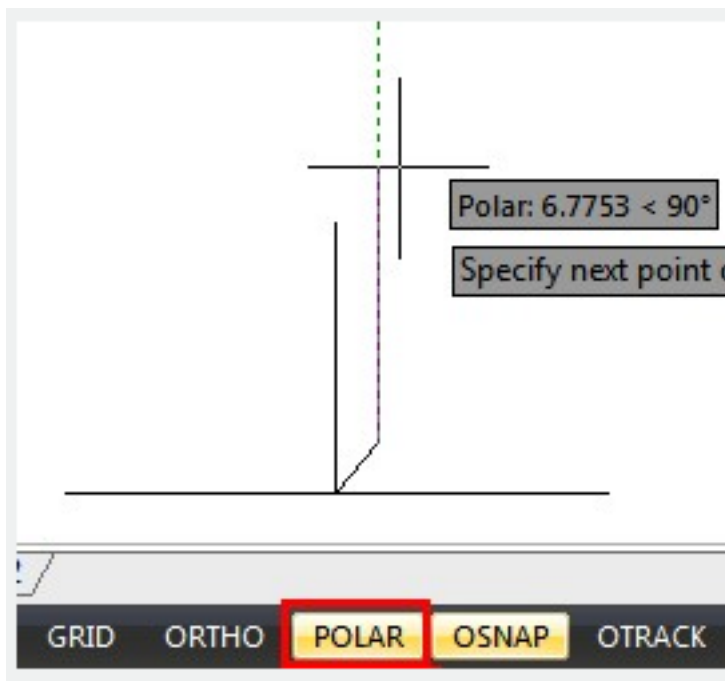 Polar: 6.7753 < 90°
Specify next point
GRID ORTHO POLAR OSNAP OTRACK